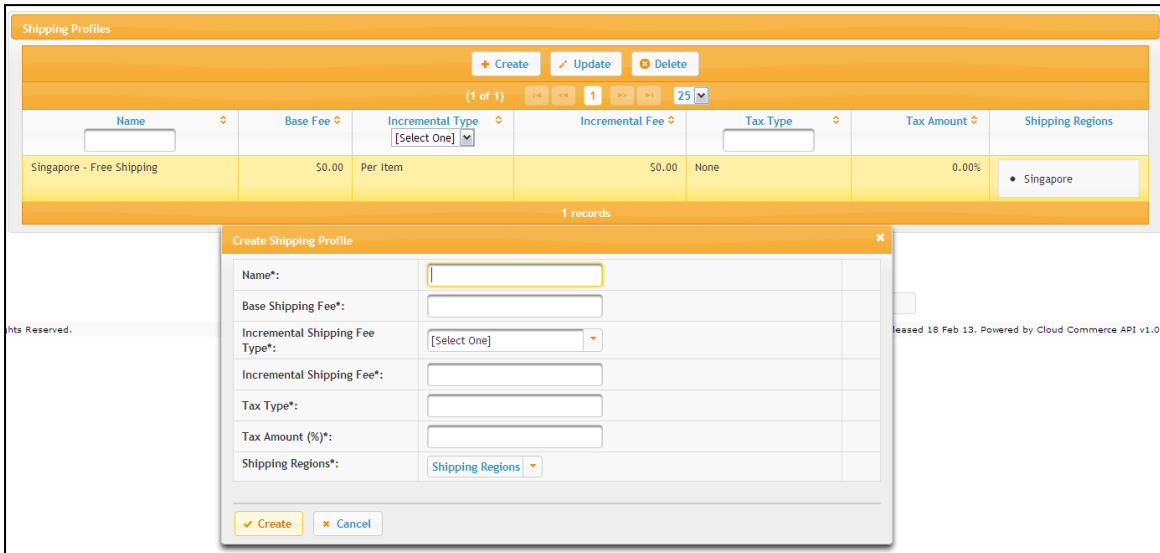 Shipping Profiles
Create Update Delete
(1 of 1) 1 25
Name Base Fee Incremental Type Incremental Fee Tax Type Tax Amount Shipping Regions
[Select One]
Singapore - Free Shipping $0.00 Per Item $0.00 None 0.00% Singapore
1 records
Create Shipping Profile
Name*:
Base Shipping Fee*:
hts Reserved. leased 18 Feb 13. Powered by Cloud Commerce API v1.0
Incremental Shipping Fee
Type*:
[Select One]
Incremental Shipping Fee*:
Tax Type*:
Tax Amount (%)*:
Shipping Regions*: Shipping Regions
Create Cancel